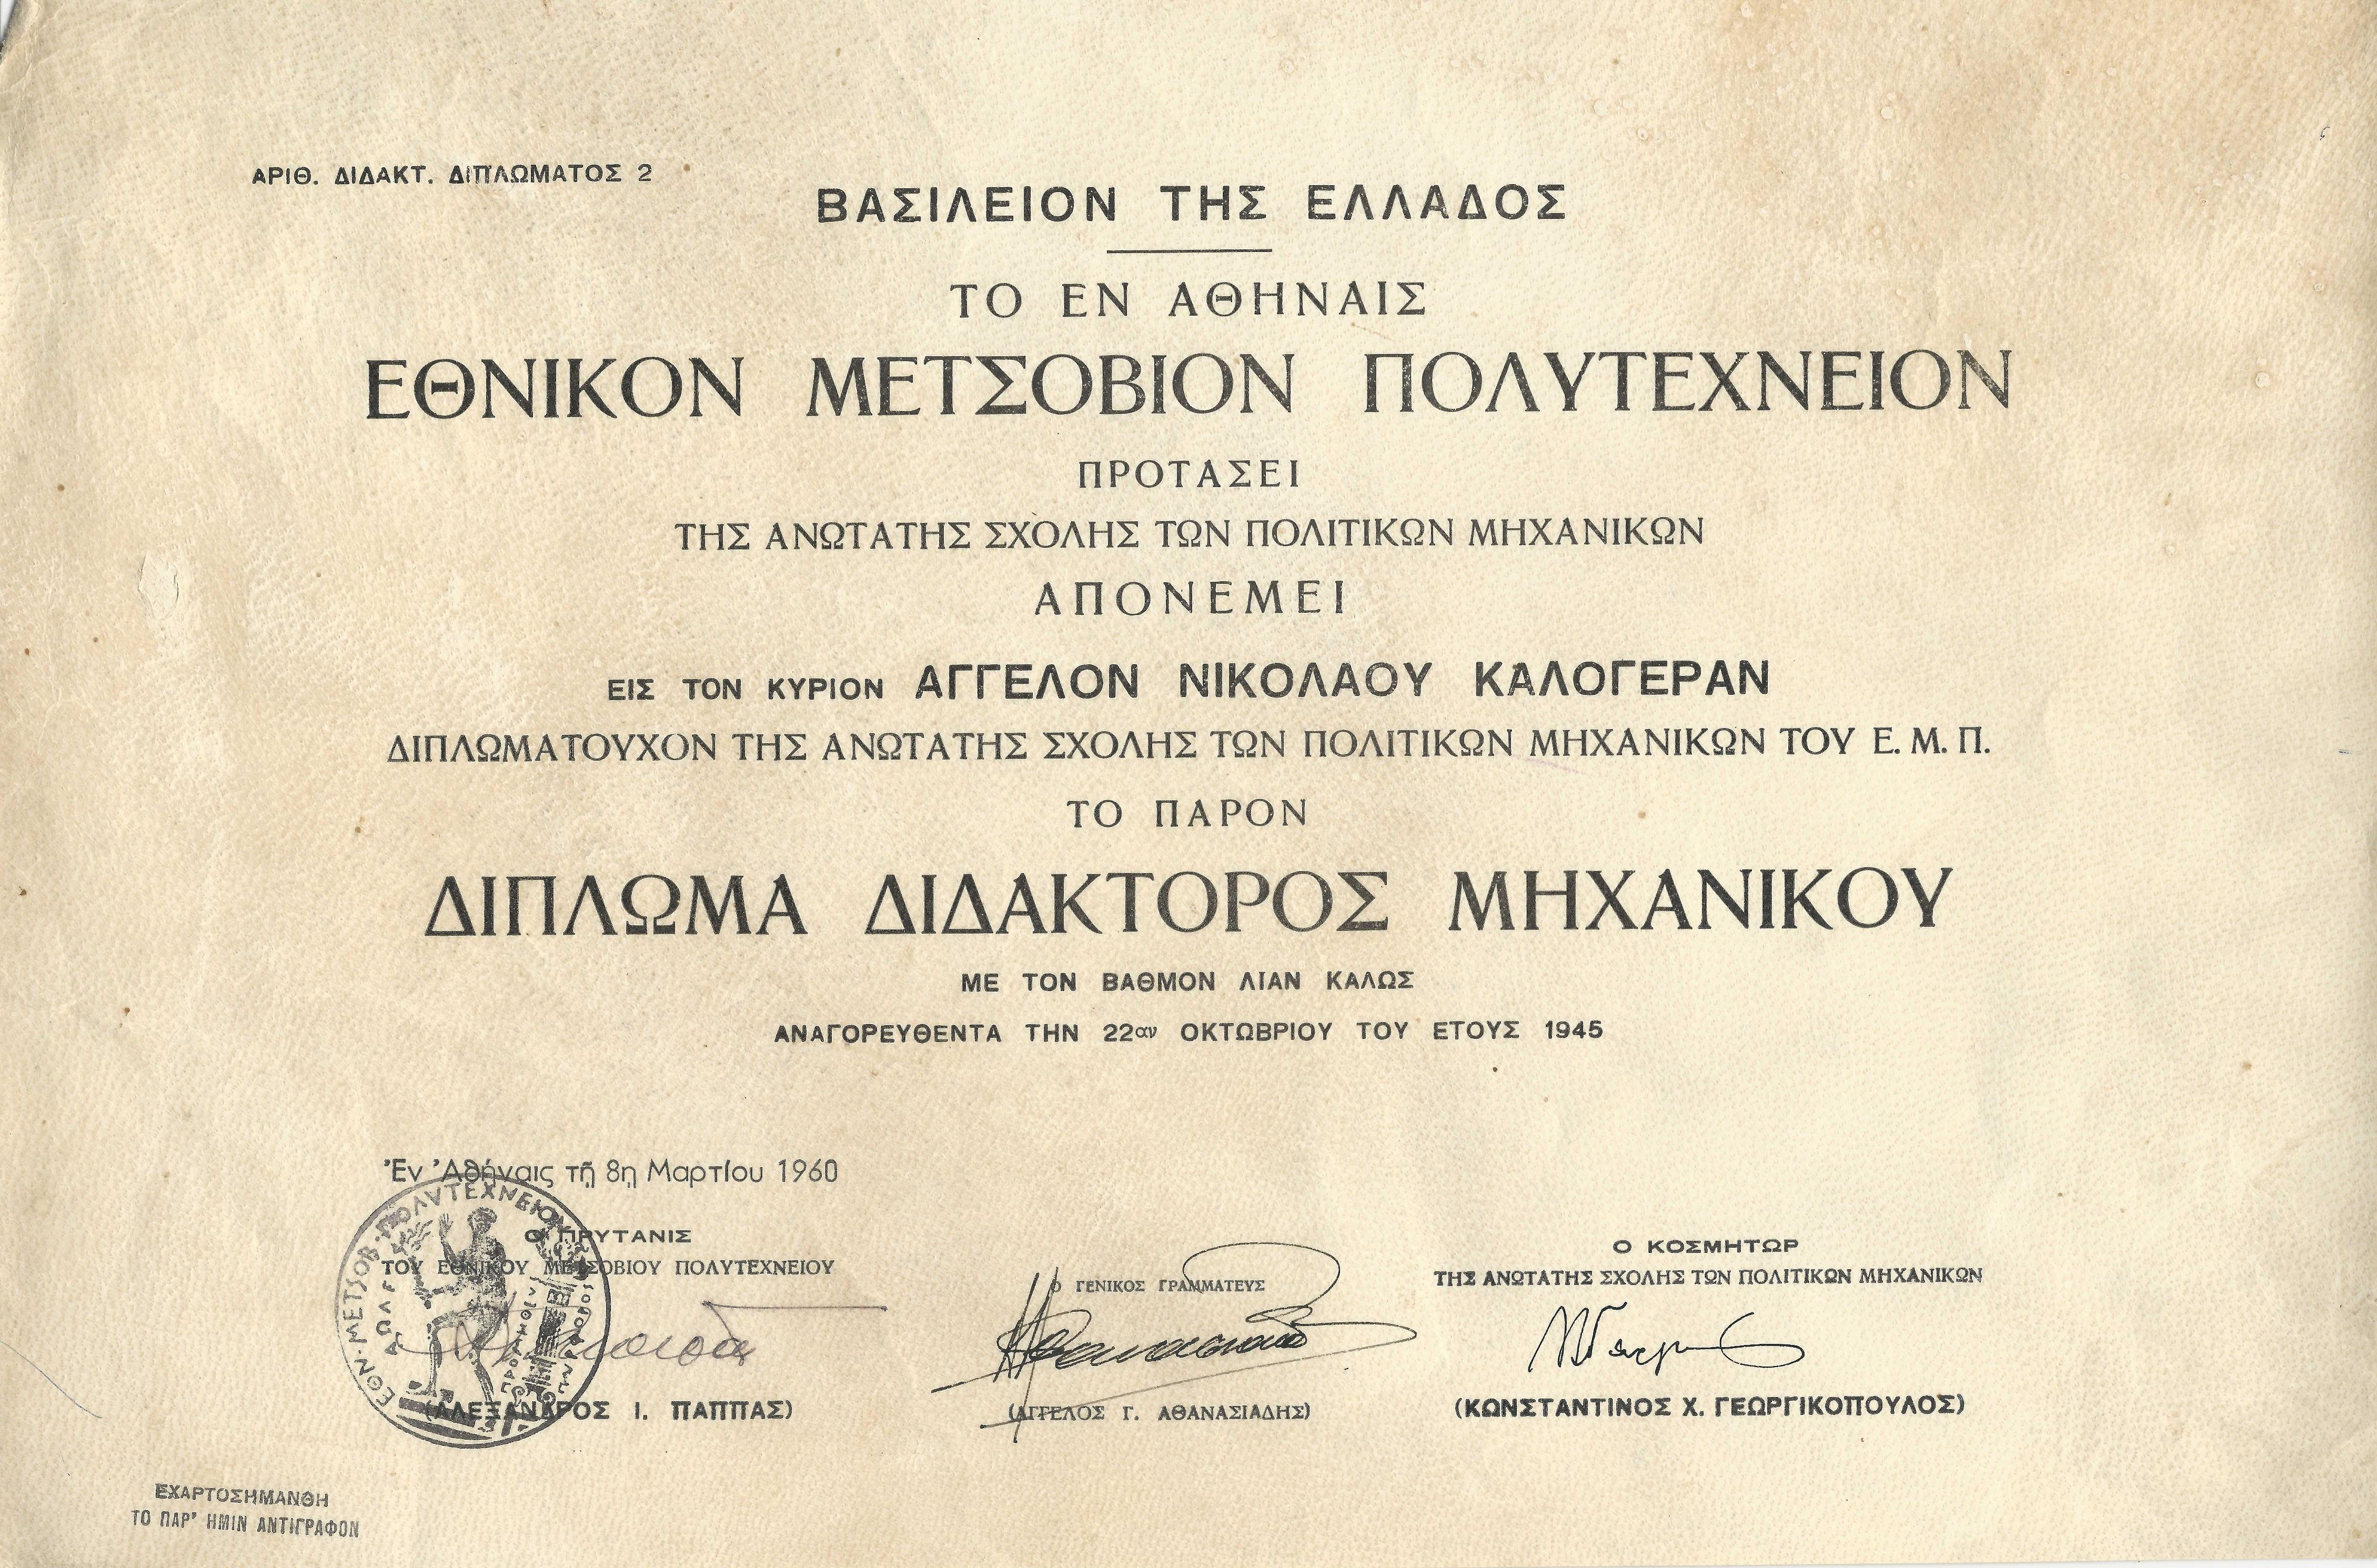 ΑΡΙΘ. ΔΙΔΑΚΤ. ΔΙΠΛΩΜΑΤΟΣ 2
ΒΑΣΙΛΕΙΟΝ ΤΗΣ ΕΛΛΑΔΟΣ
ΤΟ ΕΝ ΑΘΗΝΑΙΣ
ΕΘΝΙΚΟΝ ΜΕΤΣΟΒΙΟΝ ΠΟΛΥΤΕΧΝΕΙΟΝ
ΠΡΟΤΑΣΕΙ
ΤΗΣ ΑΝΩΤΑΤΗΣ ΣΧΟΛΗΣ ΤΩΝ ΠΟΛΙΤΙΚΩΝ ΜΗΧΑΝΙΚΩΝ
ΑΠΟΝΕΜΕΙ
ΕΙΣ ΤΟΝ ΚΥΡΙΟΝ ΑΓΓΕΛΟΝ ΝΙΚΟΛΑΟΥ ΚΑΛΟΓΕΡΑΝ
ΔΙΠΛΩΜΑΤΟΥΧΟΝ ΤΗΣ ΑΝΩΤΑΤΗΣ ΣΧΟΛΗΣ ΤΩΝ ΠΟΛΙΤΙΚΩΝ ΜΗΧΑΝΙΚΩΝ ΤΟΥ Ε. Μ. Π.
ΤΟ ΠΑΡΟΝ
ΔΙΠΛΩΜΑ ΔΙΔΑΚΤΟΡΟΣ ΜΗΧΑΝΙΚΟΥ
ΜΕ ΤΟΝ ΒΑΘΜΟΝ ΛΙΑΝ ΚΑΛΩΣ
ΑΝΑΓΟΡΕΥΘΕΝΤΑ ΤΗΝ 22αν ΟΚΤΩΒΡΙΟΥ ΤΟΥ ΕΤΟΥΣ 1945
Ἐν Ἀθήναις τῇ 8ῃ Μαρτίου 1960
Ο ΠΡΥΤΑΝΙΣ
ΤΟΥ ΕΘΝΙΚΟΥ ΜΕΤΣΟΒΙΟΥ ΠΟΛΥΤΕΧΝΕΙΟΥ
(ΑΛΕΞΑΝΔΡΟΣ Ι. ΠΑΠΠΑΣ)
ΕΘΝ·ΜΕΤΣΟΒ·ΠΟΛΥΤΕΧΝΕΙΟΝ
Ο ΓΕΝΙΚΟΣ ΓΡΑΜΜΑΤΕΥΣ
(ΑΓΓΕΛΟΣ Γ. ΑΘΑΝΑΣΙΑΔΗΣ)
Ο ΚΟΣΜΗΤΩΡ
ΤΗΣ ΑΝΩΤΑΤΗΣ ΣΧΟΛΗΣ ΤΩΝ ΠΟΛΙΤΙΚΩΝ ΜΗΧΑΝΙΚΩΝ
(ΚΩΝΣΤΑΝΤΙΝΟΣ Χ. ΓΕΩΡΓΙΚΟΠΟΥΛΟΣ)
ΕΧΑΡΤΟΣΗΜΑΝΘΗ
ΤΟ ΠΑΡ' ΗΜΙΝ ΑΝΤΙΓΡΑΦΟΝ